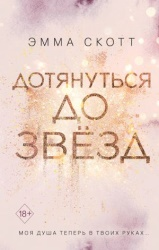 ЭММА СКОТТ
ДОТЯНУТЬСЯ
ДО
ЗВЁЗД
18+
МОЯ ДУША ТЕПЕРЬ В ТВОИХ РУКАХ...